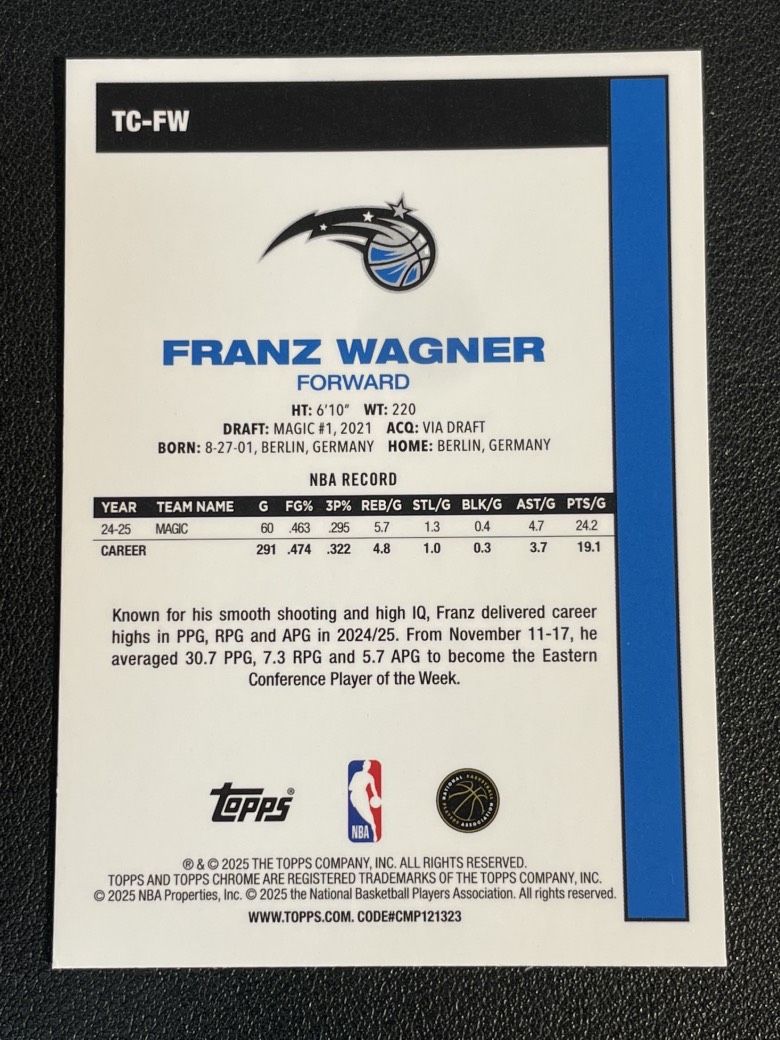 TC-FW
FRANZ WAGNER
FORWARD
HT: 6'10" WT: 220
DRAFT: MAGIC #1, 2021 ACQ: VIA DRAFT
BORN: 8-27-01, BERLIN, GERMANY HOME: BERLIN, GERMANY
NBA RECORD
YEAR TEAM NAME G FG% 3P% REB/G STL/G BLK/G AST/G PTS/G
24-25 MAGIC 60 .463 .295 5.7 1.3 0.4 4.7 24.2
CAREER 291 .474 .322 4.8 1.0 0.3 3.7 19.1
Known for his smooth shooting and high IQ, Franz delivered career
highs in PPG, RPG and APG in 2024/25. From November 11-17, he
averaged 30.7 PPG, 7.3 RPG and 5.7 APG to become the Eastern
Conference Player of the Week.
topps®
NBA
NATIONAL BASKETBALL PLAYERS ASSOCIATION
® & © 2025 THE TOPPS COMPANY, INC. ALL RIGHTS RESERVED.
TOPPS AND TOPPS CHROME ARE REGISTERED TRADEMARKS OF THE TOPPS COMPANY, INC.
© 2025 NBA Properties, Inc. © 2025 the National Basketball Players Association. All rights reserved.
WWW.TOPPS.COM. CODE#CMP121323